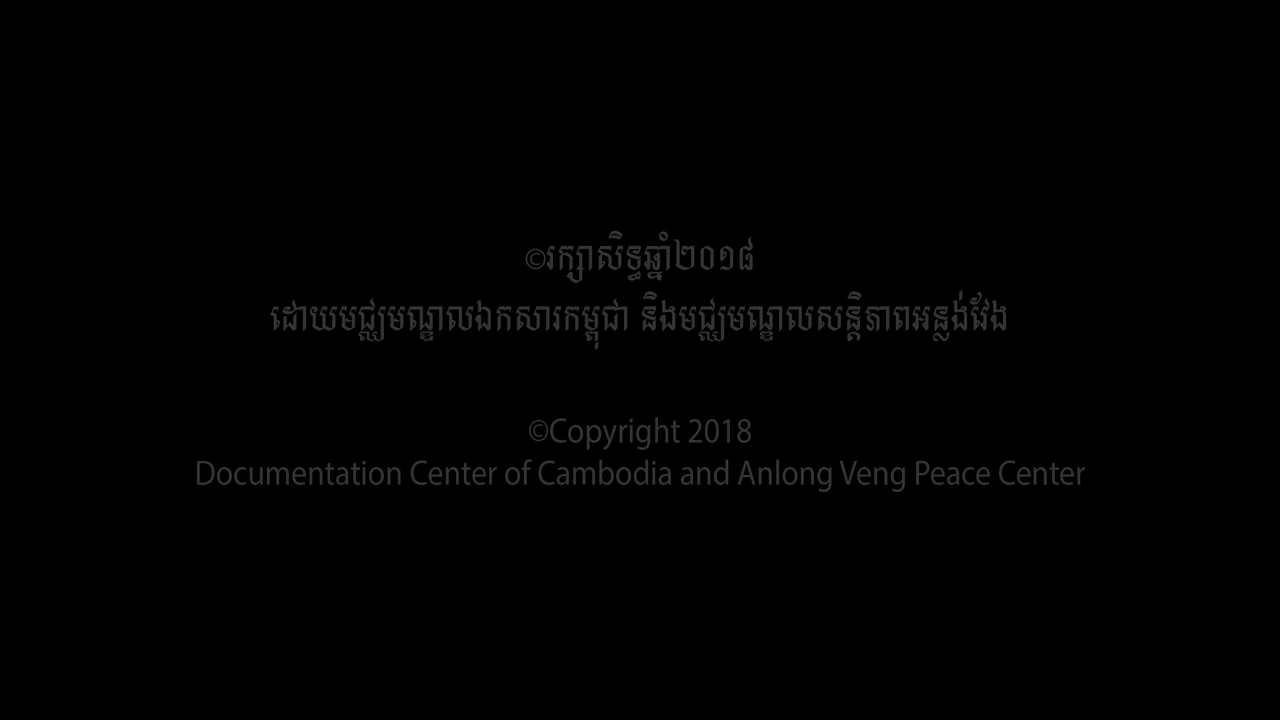 ©រក្សាសិទ្ធឆ្នាំ២០១៨
ដោយមជ្ឈមណ្ឌលឯកសារកម្ពុជា និងមជ្ឈមណ្ឌលសន្តិភាពអន្លង់វែង
©Copyright 2018
Documentation Center of Cambodia and Anlong Veng Peace Center